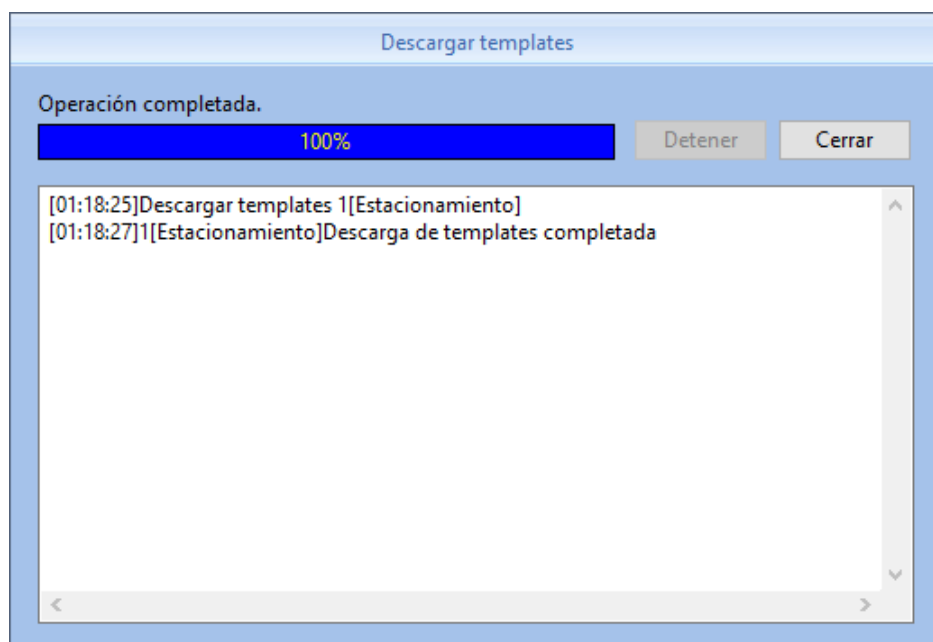 Descargar templates
Operación completada.
100%
Detener
Cerrar
[01:18:25]Descargar templates 1[Estacionamiento]
[01:18:27]1[Estacionamiento]Descarga de templates completada